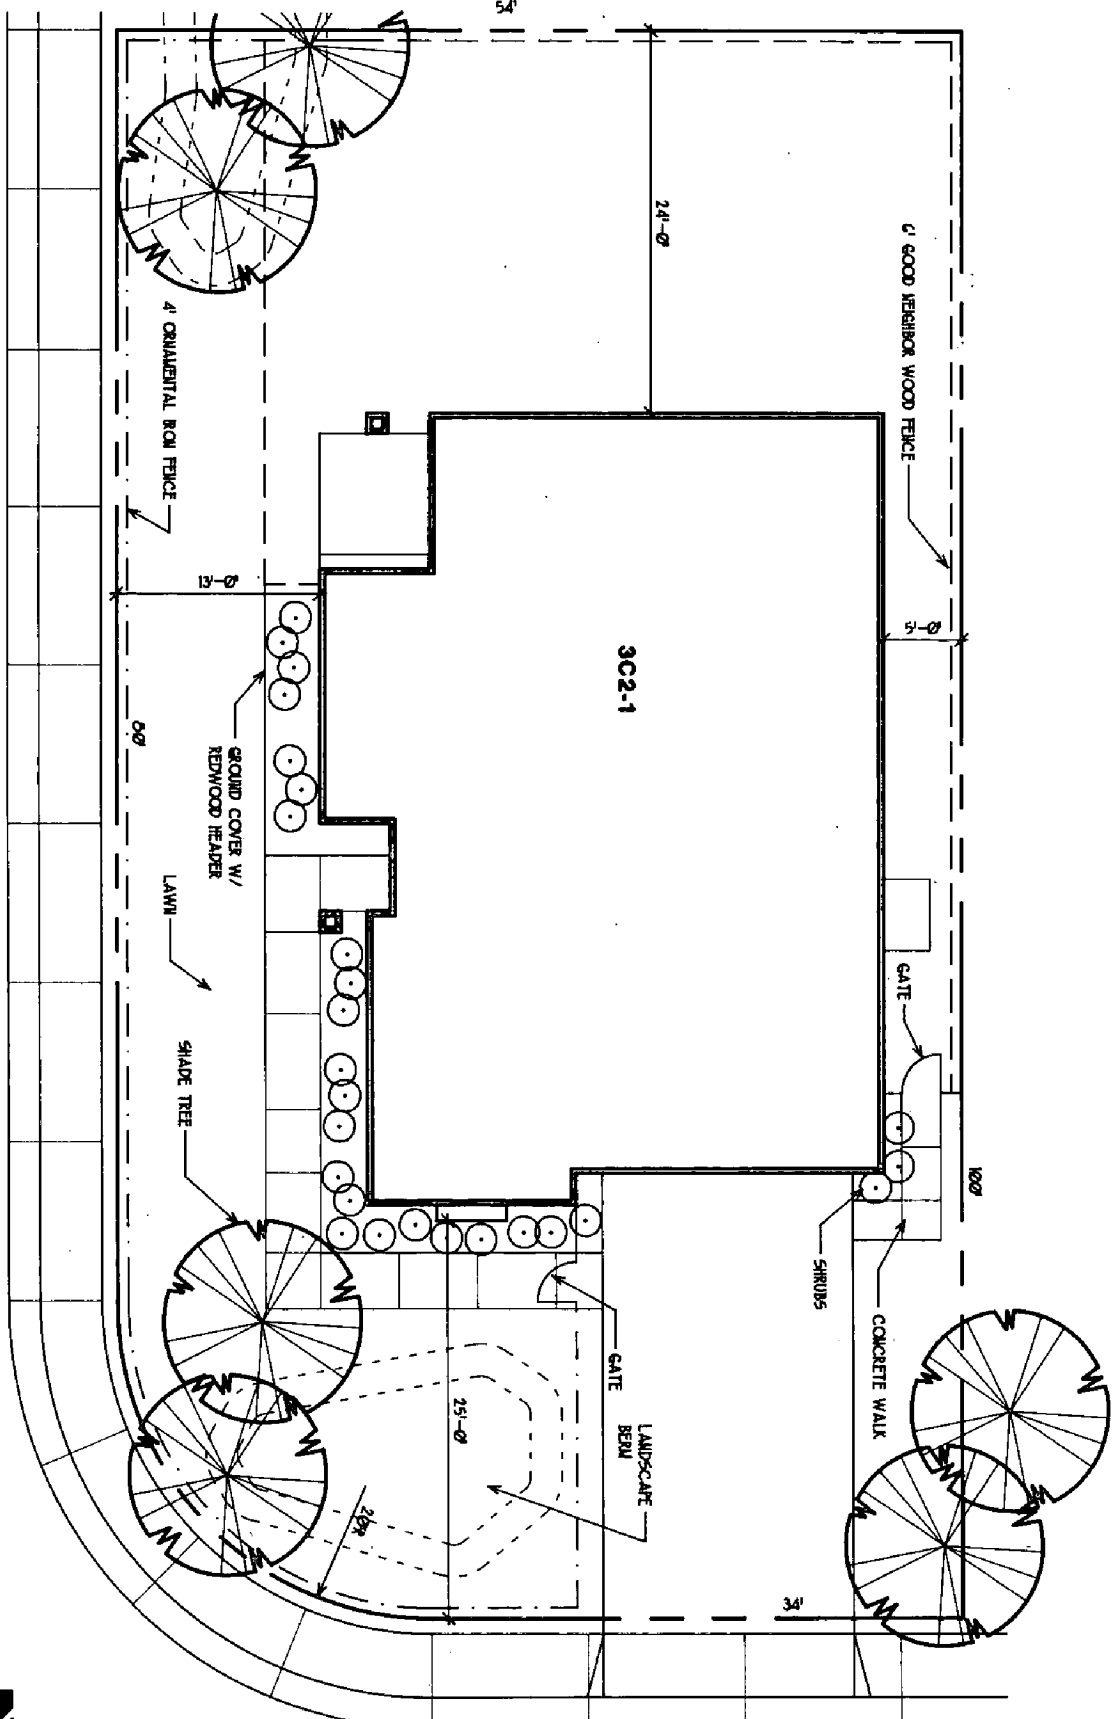 54'
24'-0"
6' GOOD NEIGHBOR WOOD FENCE
4' ORNAMENTAL IRON FENCE
13'-0"
5'-0"
3C2-1
80'
GROUND COVER W/
REDWOOD HEADER
LAWN
GATE
SHADE TREE
100'
SHRUBS
CONCRETE WALK
GATE
LANDSCAPE
BERM
25'-0"
20'R
34'